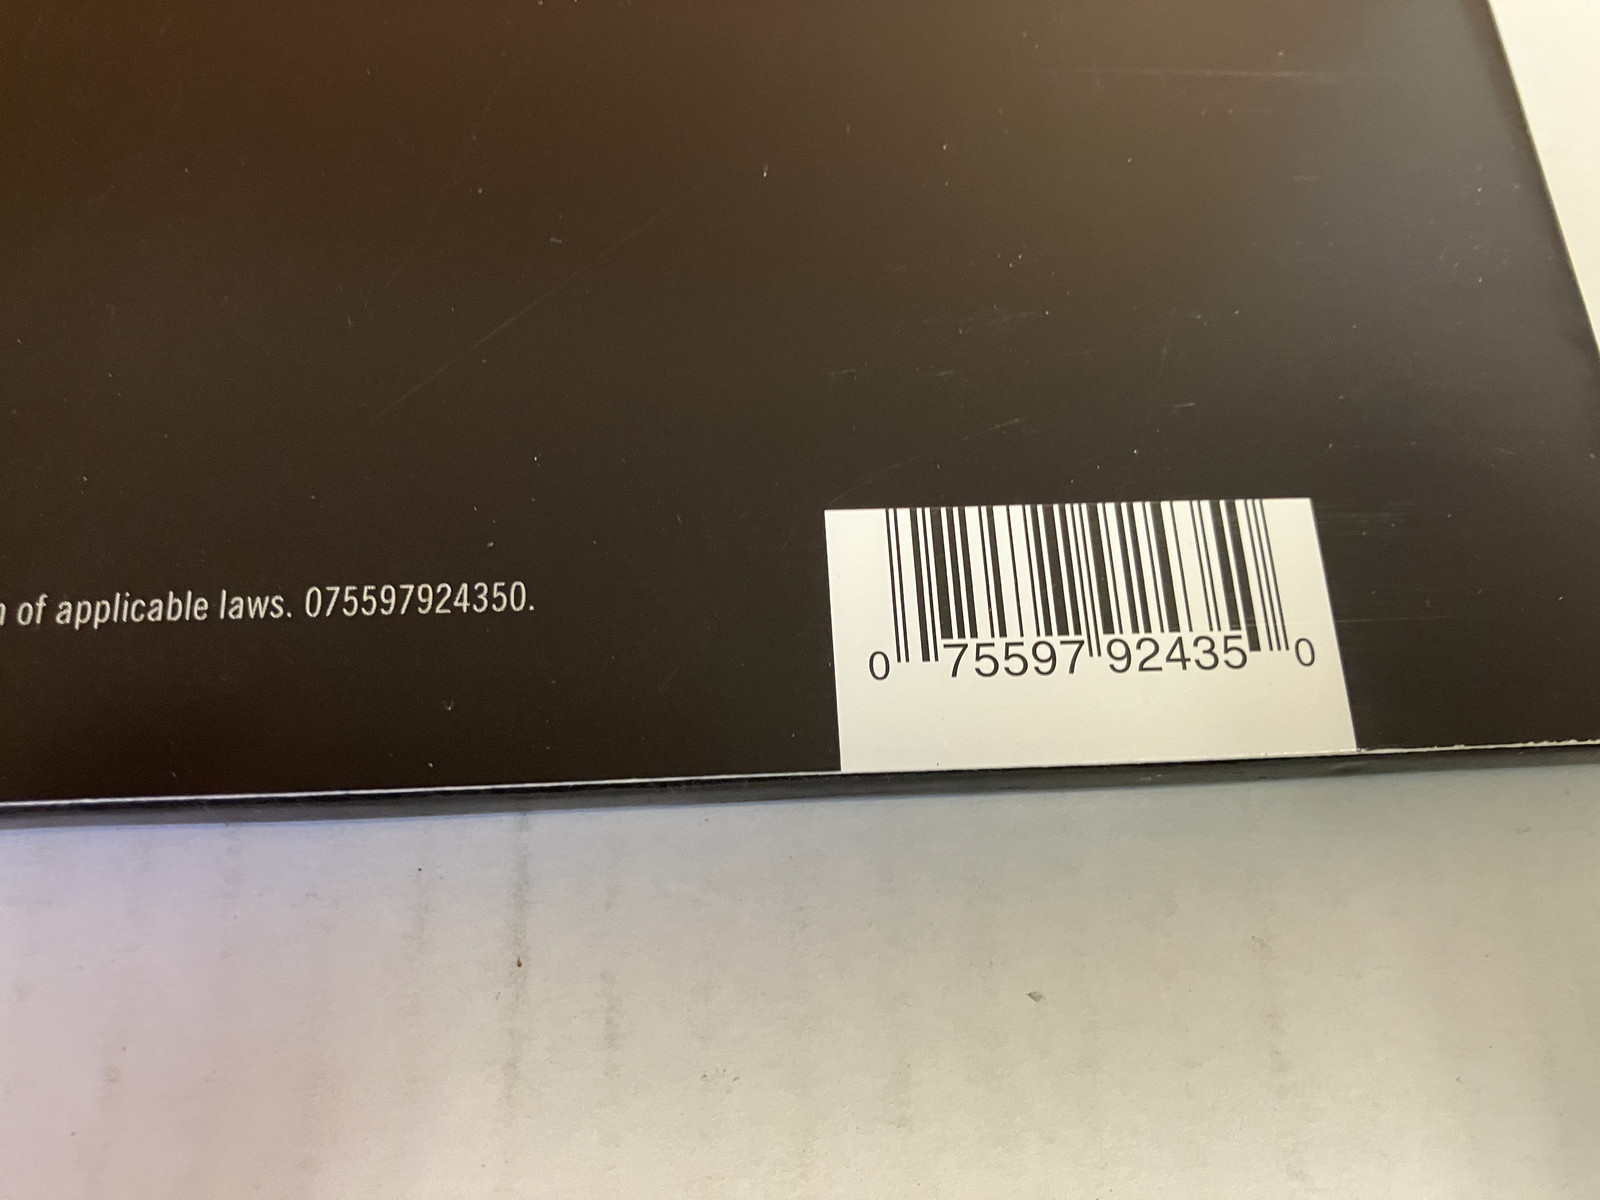 of applicable laws. 075597924350.
0 75597 92435 0